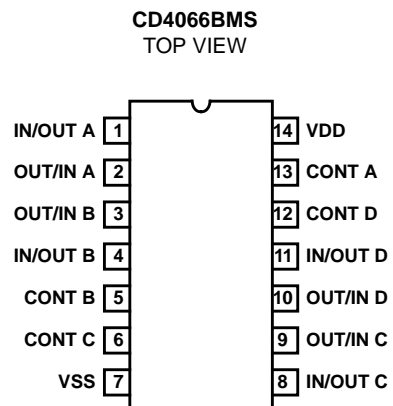 CD4066BMS
TOP VIEW
IN/OUT A 1 14 VDD
OUT/IN A 2 13 CONT A
OUT/IN B 3 12 CONT D
IN/OUT B 4 11 IN/OUT D
CONT B 5 10 OUT/IN D
CONT C 6 9 OUT/IN C
VSS 7 8 IN/OUT C